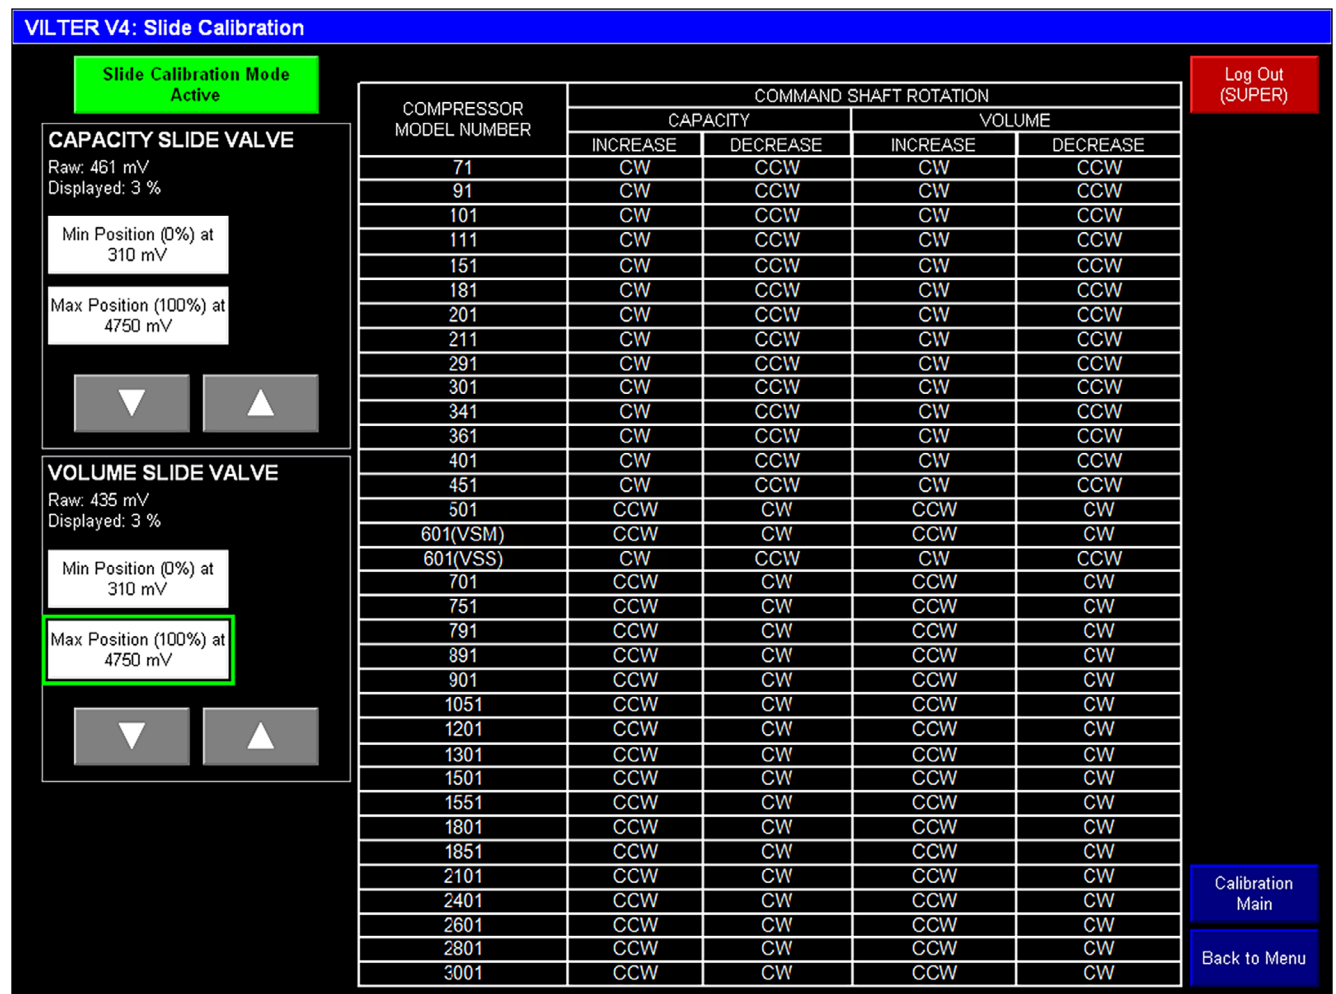 VILTER V4: Slide Calibration
Slide Calibration Mode
Active
Log Out
(SUPER)
CAPACITY SLIDE VALVE
Raw: 461 mV
Displayed: 3 %
Min Position (0%) at
310 mV
Max Position (100%) at
4750 mV
VOLUME SLIDE VALVE
Raw: 435 mV
Displayed: 3 %
Min Position (0%) at
310 mV
Max Position (100%) at
4750 mV
COMPRESSOR
MODEL NUMBER
COMMAND SHAFT ROTATION
CAPACITY VOLUME
INCREASE DECREASE INCREASE DECREASE
71 CW CCW CW CCW
91 CW CCW CW CCW
101 CW CCW CW CCW
111 CW CCW CW CCW
151 CW CCW CW CCW
181 CW CCW CW CCW
201 CW CCW CW CCW
211 CW CCW CW CCW
291 CW CCW CW CCW
301 CW CCW CW CCW
341 CW CCW CW CCW
361 CW CCW CW CCW
401 CW CCW CW CCW
451 CW CCW CW CCW
501 CCW CW CCW CW
601(VSM) CCW CW CCW CW
601(VSS) CW CCW CW CCW
701 CCW CW CCW CW
751 CCW CW CCW CW
791 CCW CW CCW CW
891 CCW CW CCW CW
901 CCW CW CCW CW
1051 CCW CW CCW CW
1201 CCW CW CCW CW
1301 CCW CW CCW CW
1501 CCW CW CCW CW
1551 CCW CW CCW CW
1801 CCW CW CCW CW
1851 CCW CW CCW CW
2101 CCW CW CCW CW
2401 CCW CW CCW CW
2601 CCW CW CCW CW
2801 CCW CW CCW CW
3001 CCW CW CCW CW
Calibration
Main
Back to Menu